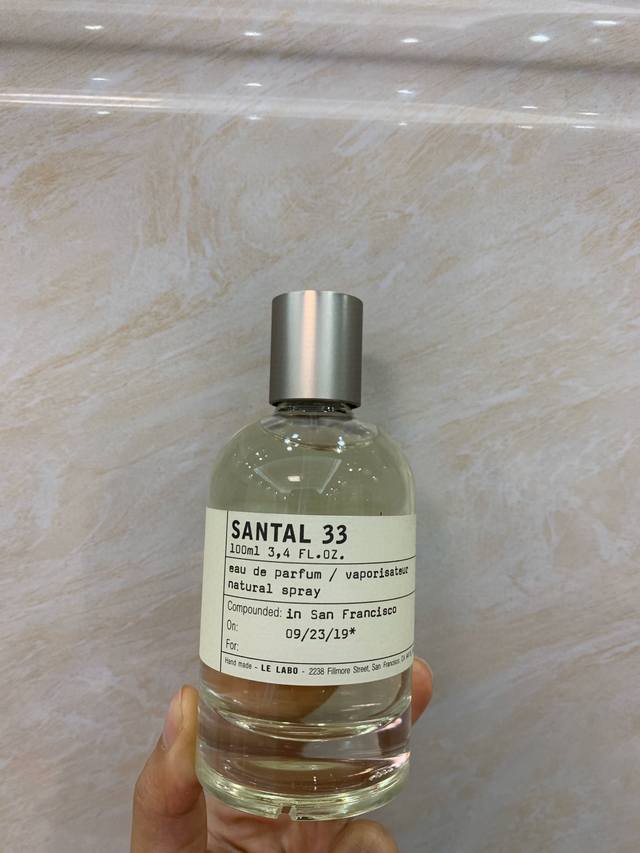 SANTAL 33
100ml 3,4 FL.OZ.
eau de parfum / vaporisateur
natural spray
Compounded: in San Francisco
On: 09/23/19*
For:
Hand made - LE LABO - 2238 Fillmore Street, San Francisco, CA